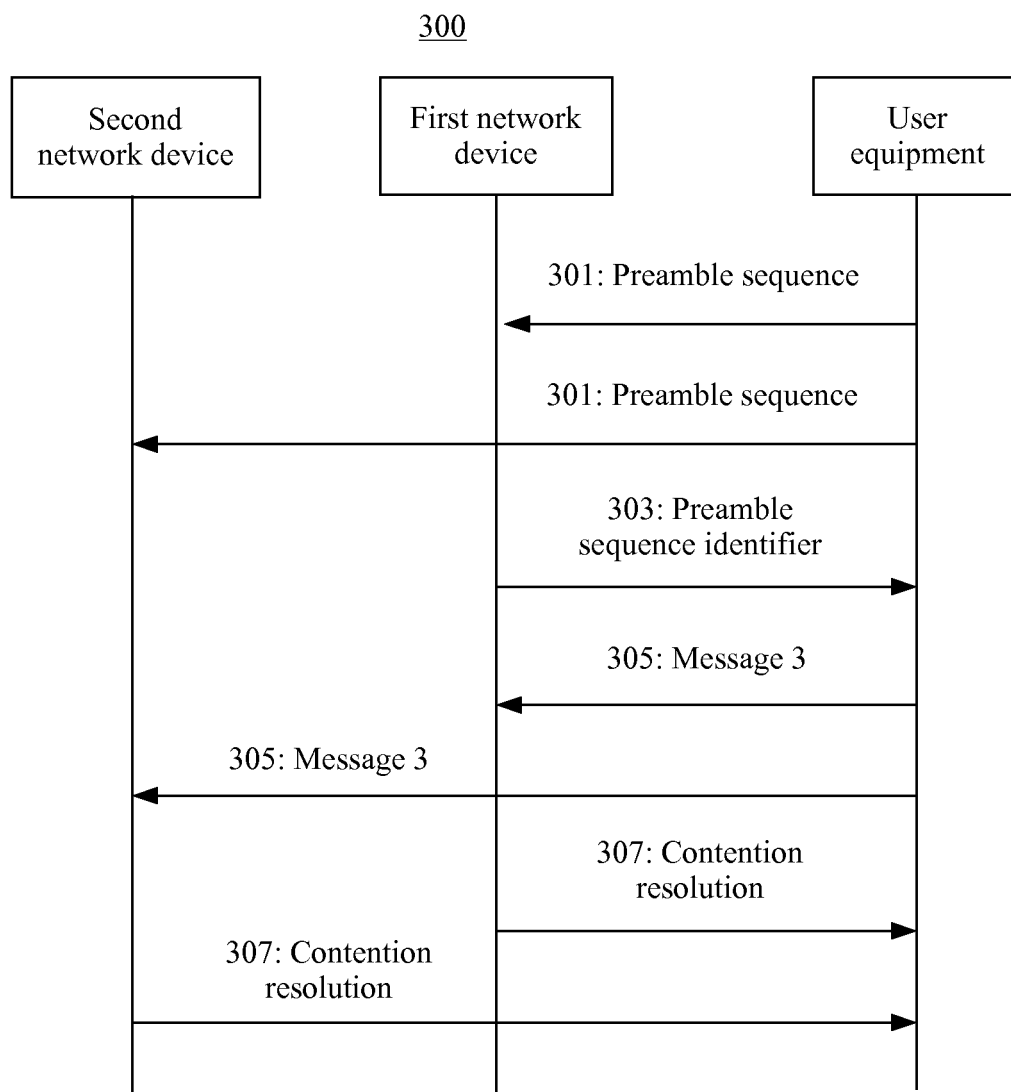 300
Second
network device
First network
device
User
equipment
301: Preamble sequence
301: Preamble sequence
303: Preamble
sequence identifier
305: Message 3
305: Message 3
307: Contention
resolution
307: Contention
resolution